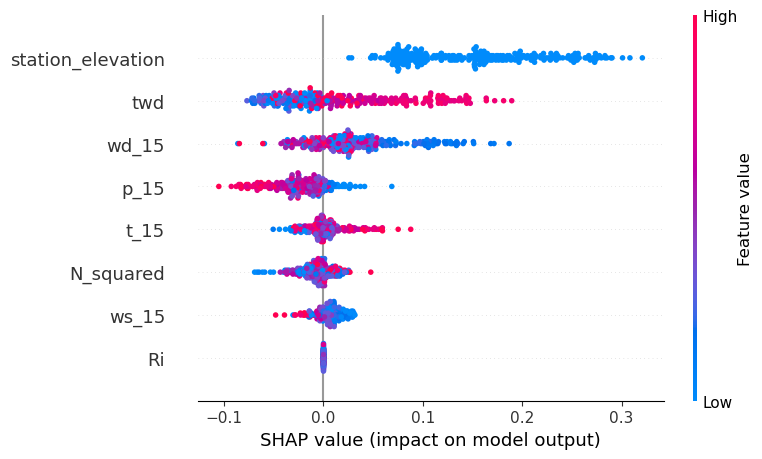 High
station_elevation
twd
wd_15
p_15
t_15
N_squared
ws_15
Ri
Feature value
Low
−0.1 0.0 0.1 0.2 0.3
SHAP value (impact on model output)